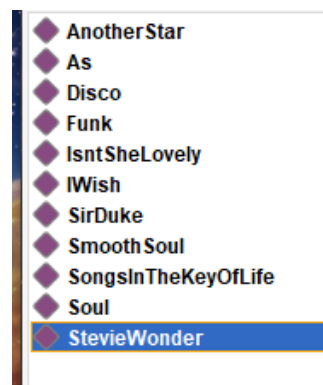 AnotherStar
As
Disco
Funk
IsntSheLovely
IWish
SirDuke
SmoothSoul
SongsInTheKeyOfLife
Soul
StevieWonder